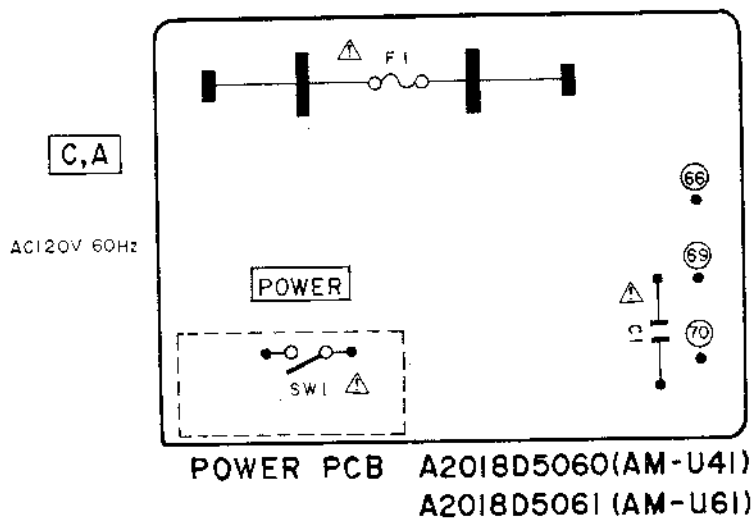 F1
C,A
66
AC120V 60Hz
69
POWER
C1
70
SW1
POWER PCB A2018D5060(AM-U41)
A2018D5061(AM-U61)